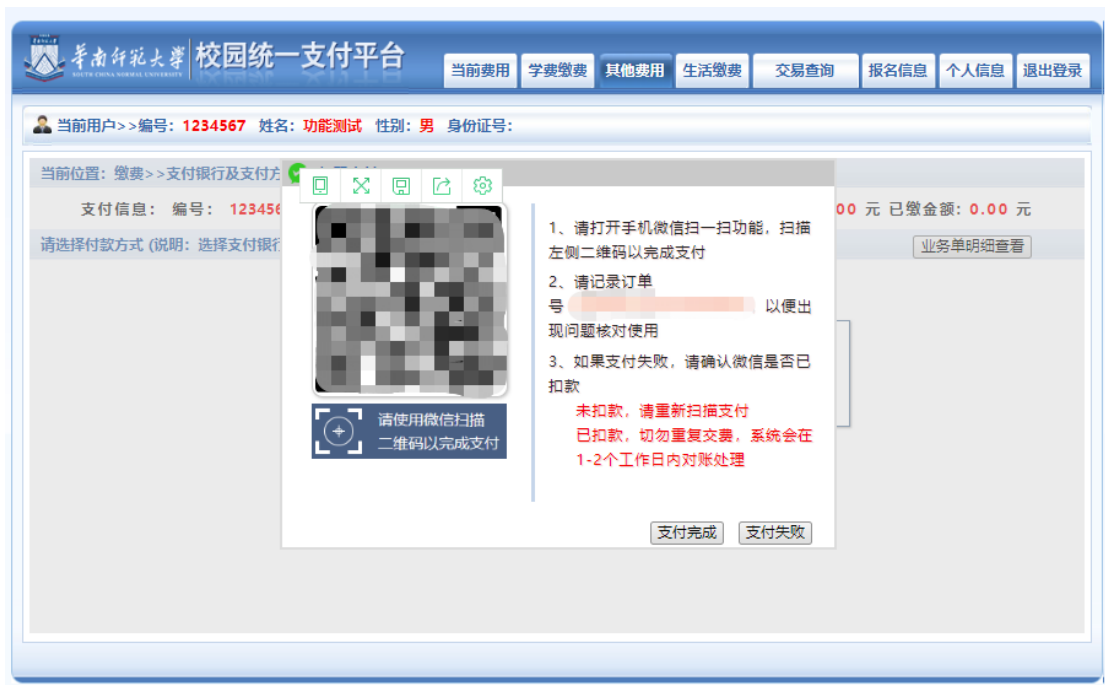 华南师范大学 校园统一支付平台
SOUTH CHINA NORMAL UNIVERSITY
当前费用 学费缴费 其他费用 生活缴费 交易查询 报名信息 个人信息 退出登录
当前用户>>编号：1234567 姓名：功能测试 性别：男 身份证号：
当前位置：缴费>>支付银行及支付方
支付信息： 编号： 123456
00 元 已缴金额：0.00 元
请选择付款方式 (说明：选择支付银行
业务单明细查看
1、请打开手机微信扫一扫功能，扫描
左侧二维码以完成支付
2、请记录订单
号 以便出
现问题核对使用
3、如果支付失败，请确认微信是否已
扣款
未扣款，请重新扫描支付
已扣款，切勿重复交费，系统会在
1-2个工作日内对账处理
请使用微信扫描
二维码以完成支付
支付完成 支付失败